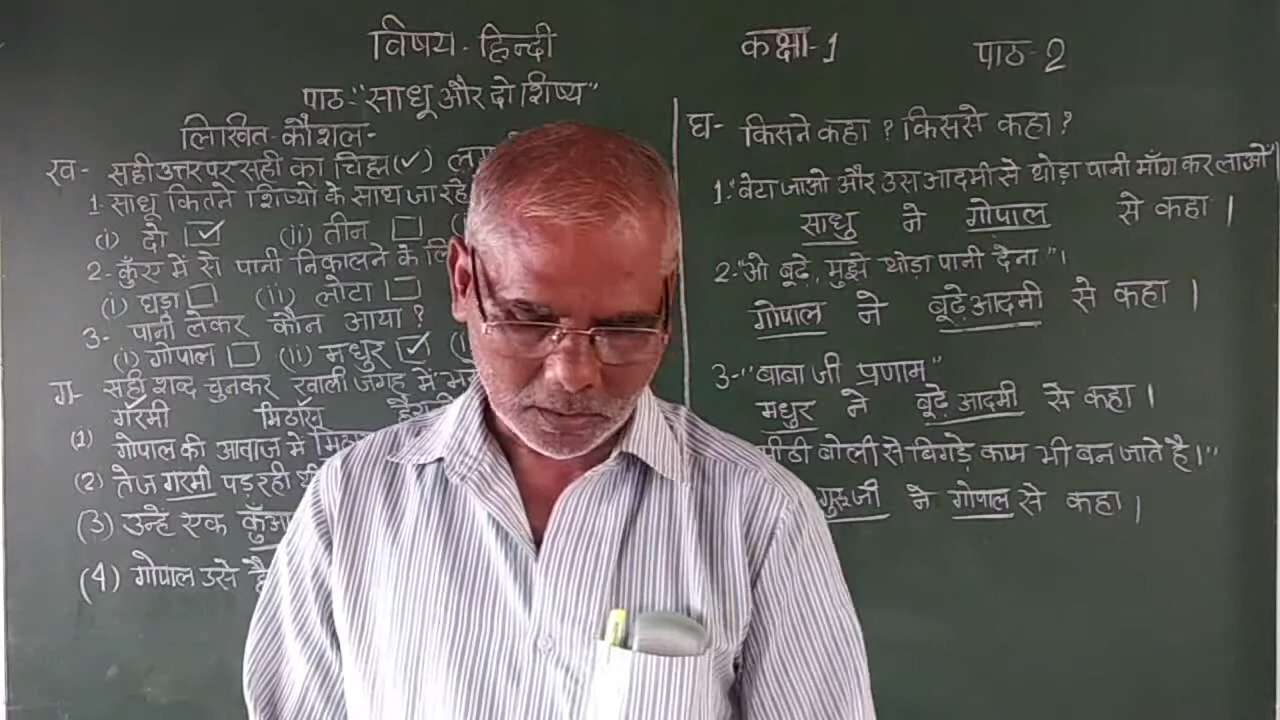 विषय - हिन्दी
कक्षा-1
पाठ-2
पाठ-"साधू और दो शिष्य"
लिखित-कौशल-
ख- सही उत्तर पर सही का चिह्न (✓)
1. साधू कितने शिष्यो के साथ जा रहे
(i) दो ☑ (ii) तीन ☐
2- कुँए में से पानी निकालने के
(i) घड़ा ☐ (ii) लोटा ☐
3- पानी लेकर कौन आया ?
(i) गोपाल ☐ (ii) मधुर ☑
ग- सही शब्द चुनकर खाली जगह में
गरमी मिठास
(1) गोपाल की आवाज मे
(2) तेज गरमी पड़ रही
(3) उन्हें एक कुँआ
(4) गोपाल उसे
घ- किसने कहा ? किससे कहा ?
1."बेटा जाओ और उस आदमी से थोड़ा पानी माँग कर लाओ"
साधु ने गोपाल से कहा ।
2-"ओ बूढ़े, मुझे थोड़ा पानी देना "।
गोपाल ने बूढ़े आदमी से कहा ।
3-"बाबा जी प्रणाम"
मधुर ने बूढ़े आदमी से कहा ।
मीठी बोली से बिगड़े काम भी बन जाते है।"
गुरूजी ने गोपाल से कहा ।